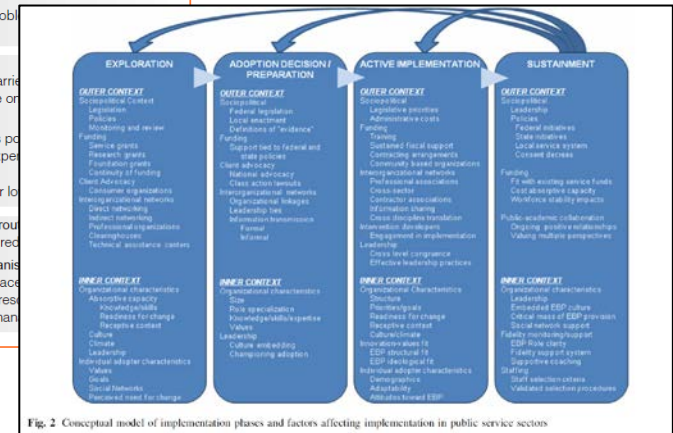 EXPLORATION
OUTER CONTEXT
Sociopolitical Context
Legislation
Policies
Monitoring and review
Funding
Service grants
Research grants
Foundation grants
Continuity of funding
Client Advocacy
Consumer organizations
Interorganizational networks
Direct networking
Indirect networking
Professional organizations
Clearinghouses
Technical assistance centers
INNER CONTEXT
Organizational characteristics
Absorptive capacity
Knowledge/skills
Readiness for change
Receptive context
Culture
Climate
Leadership
Individual adopter characteristics
Values
Goals
Social Networks
Perceived need for change
ADOPTION DECISION /
PREPARATION
OUTER CONTEXT
Sociopolitical
Federal legislation
Local enactment
Definitions of "evidence"
Funding
Support tied to federal and
state policies
Client advocacy
National advocacy
Class action lawsuits
Interorganizational networks
Organizational linkages
Leadership ties
Information transmission
Formal
Informal
INNER CONTEXT
Organizational characteristics
Size
Role specialization
Knowledge/skills/expertise
Values
Leadership
Culture embedding
Championing adoption
ACTIVE IMPLEMENTATION
OUTER CONTEXT
Sociopolitical
Legislative priorities
Administrative costs
Funding
Training
Sustained fiscal support
Contracting arrangements
Community based organizations
Interorganizational networks
Professional associations
Cross-sector
Contractor associations
Information sharing
Cross discipline translation
Intervention developers
Engagement in implementation
Leadership
Cross level congruence
Effective leadership practices
INNER CONTEXT
Organizational Characteristics
Structure
Priorities/goals
Readiness for change
Receptive context
Culture/climate
Innovation-values fit
EBP structural fit
EBP ideological fit
Individual adopter characteristics
Demographics
Adaptability
Attitudes toward EBP
SUSTAINMENT
OUTER CONTEXT
Sociopolitical
Leadership
Policies
Federal initiatives
State initiatives
Local service system
Consent decrees
Funding
Fit with existing service funds
Cost absorptive capacity
Workforce stability impacts
Public-academic collaboration
Ongoing positive relationships
Valuing multiple perspectives
INNER CONTEXT
Organizational characteristics
Leadership
Embedded EBP culture
Critical mass of EBP provision
Social network support
Fidelity monitoring/support
EBP Role clarity
Fidelity support system
Supportive coaching
Staffing
Staff selection criteria
Validated selection procedures
Fig. 2 Conceptual model of implementation phases and factors affecting implementation in public service sectors